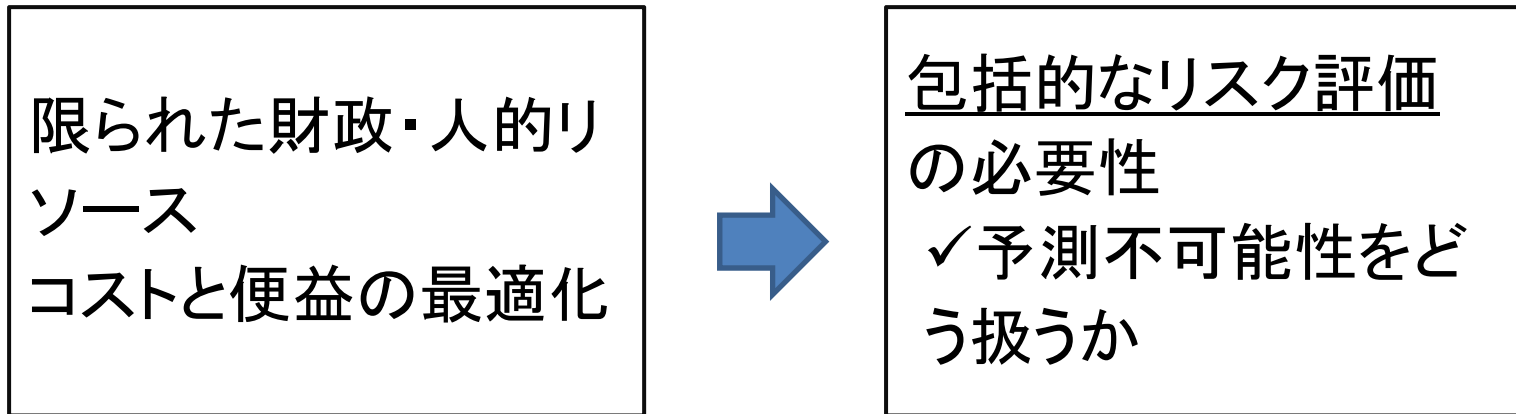 限られた財政・人的リ
ソース
コストと便益の最適化
包括的なリスク評価
の必要性
✓予測不可能性をど
う扱うか